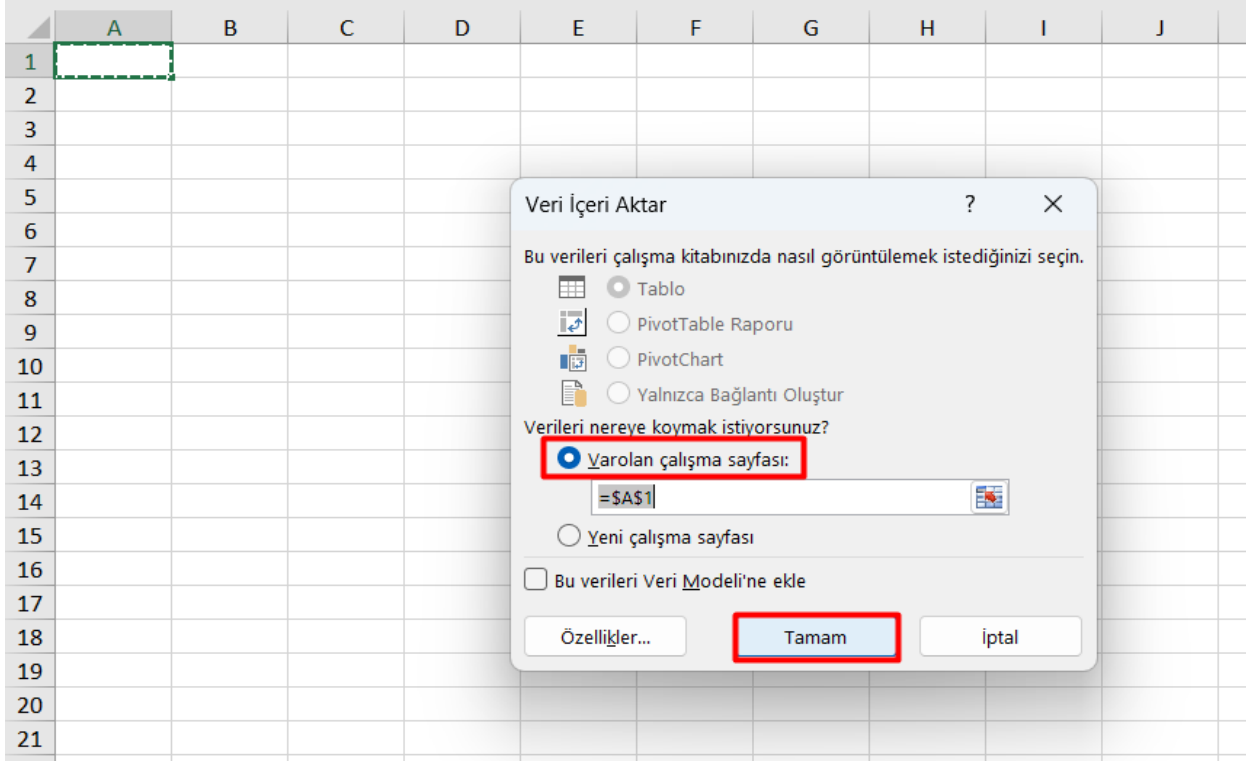 A B C D E F G H I J
1
2
3
4
5
Veri İçeri Aktar ?
6
Bu verileri çalışma kitabınızda nasıl görüntülemek istediğinizi seçin.
7
Tablo
8
PivotTable Raporu
9
PivotChart
10
Yalnızca Bağlantı Oluştur
11
Verileri nereye koymak istiyorsunuz?
12
Varolan çalışma sayfası:
13
=$A$1
14
Yeni çalışma sayfası
15
Bu verileri Veri Modeli'ne ekle
16
17
Özellikler... Tamam İptal
18
19
20
21